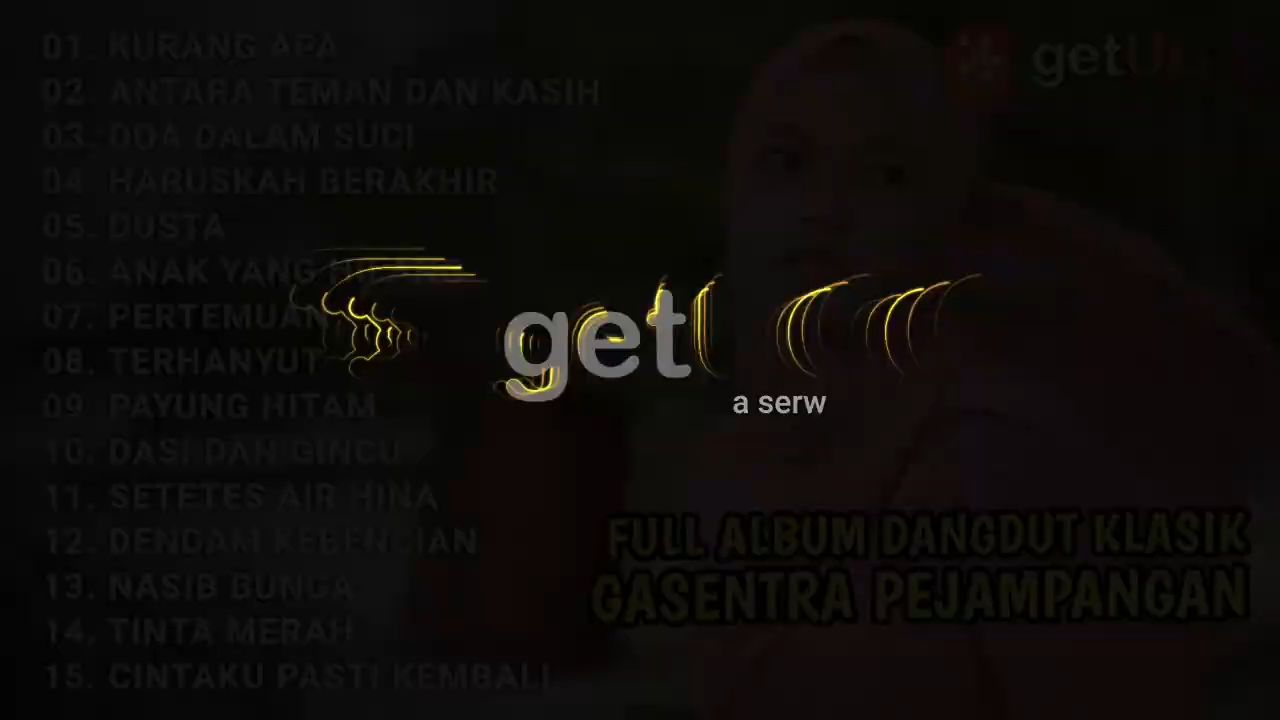 01. KURANG APA
02. ANTARA TEMAN DAN KASIH
03. DOA DALAM SUCI
04. HARUSKAH BERAKHIR
05. DUSTA
06. ANAK YANG
07. PERTEMUAN
08. TERHANYUT
09. PAYUNG HITAM
10. DASI DAN GINCU
11. SETETES AIR HINA
12. DENDAM KEBENCIAN
13. NASIB BUNGA
14. TINTA MERAH
15. CINTAKU PASTI KEMBALI
get
get
a serw
FULL ALBUM DANGDUT KLASIK
GASENTRA PEJAMPANGAN